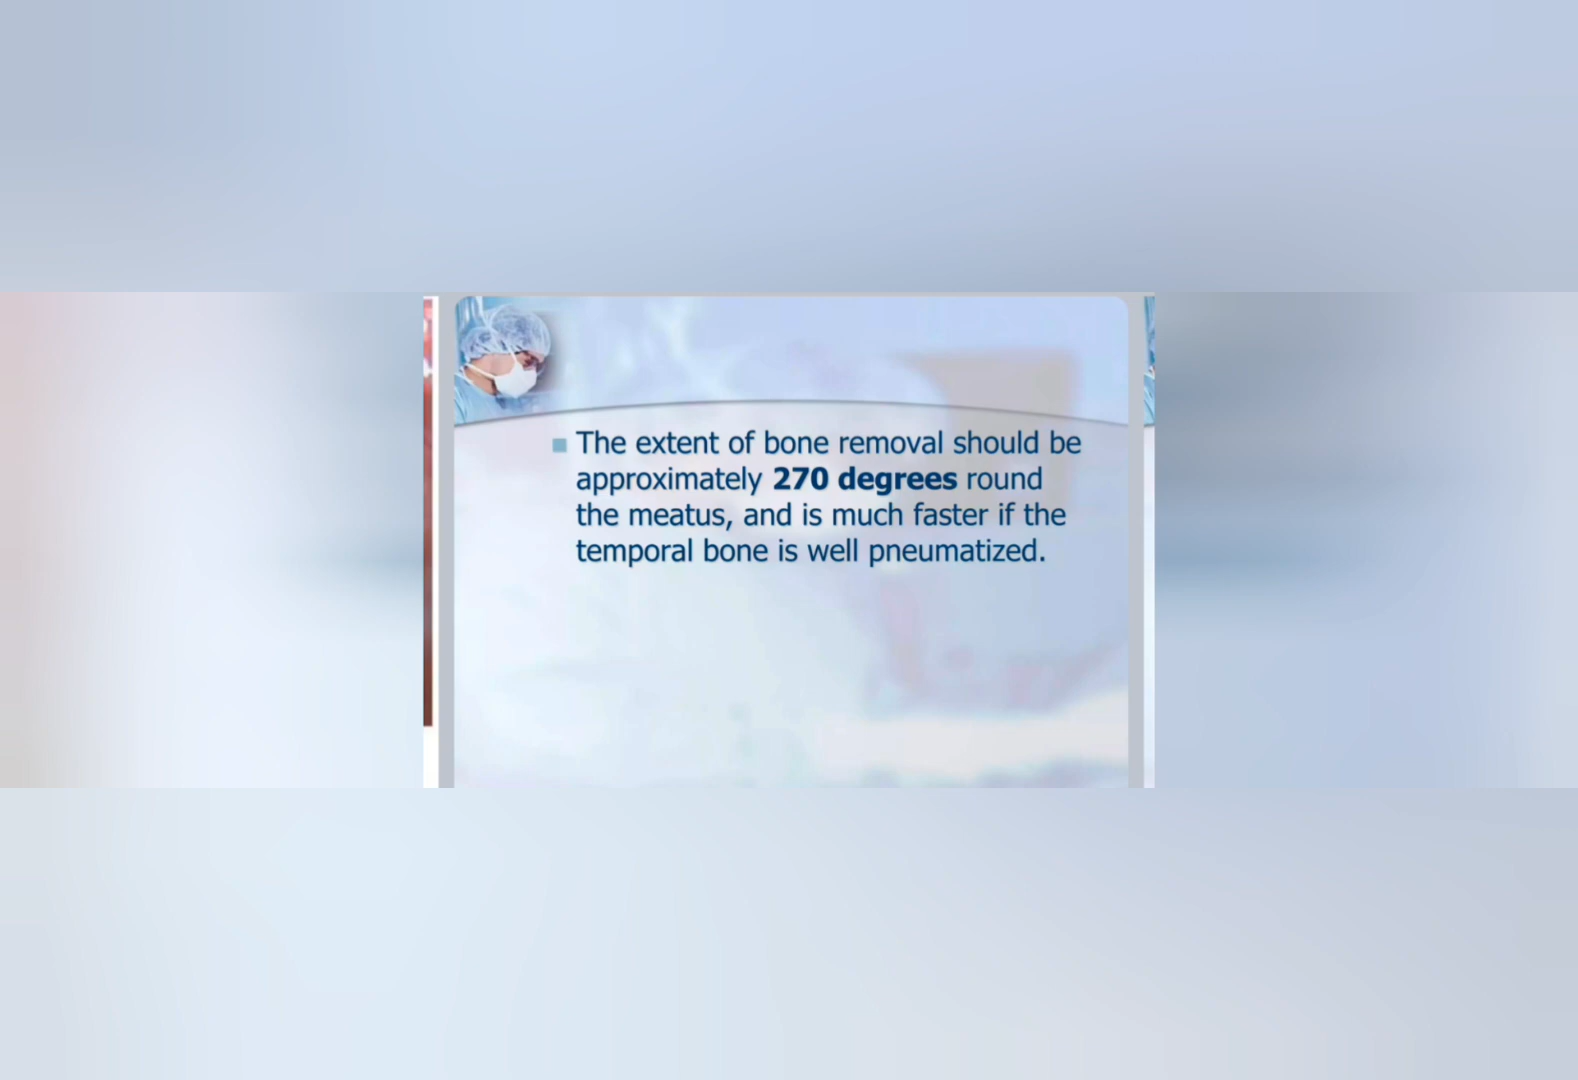 The extent of bone removal should be
approximately 270 degrees round
the meatus, and is much faster if the
temporal bone is well pneumatized.